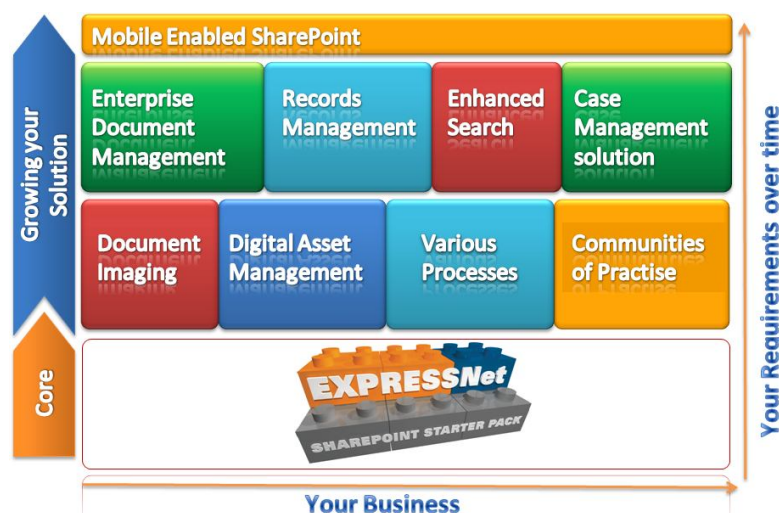 Mobile Enabled SharePoint
Enterprise
Document
Management
Records
Management
Enhanced
Search
Case
Management
solution
Document
Imaging
Digital Asset
Management
Various
Processes
Communities
of Practise
EXPRESSNet
SHAREPOINT STARTER PACK
Growing your
Solution
Core
Your Requirements over time
Your Business